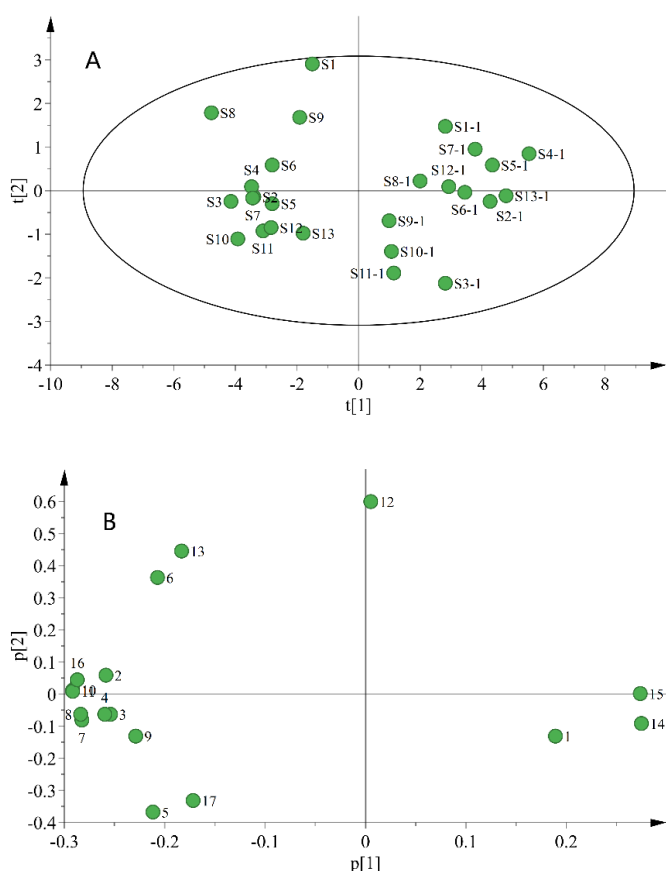 A
3
2
1
0
-1
-2
-3
-4
t[2]
S1
S8
S9
S6
S4
S2
S3
S7
S5
S10
S11
S12
S13
S1-1
S7-1
S4-1
S5-1
S12-1
S8-1
S6-1
S13-1
S2-1
S9-1
S10-1
S11-1
S3-1
-10
-8
-6
-4
-2
0
2
4
6
8
t[1]
B
0.6
0.5
0.4
0.3
0.2
0.1
0
-0.1
-0.2
-0.3
-0.4
p[2]
12
13
6
16
2
10
11
4
8
3
7
9
5
17
15
14
1
-0.3
-0.2
-0.1
0
0.1
0.2
p[1]